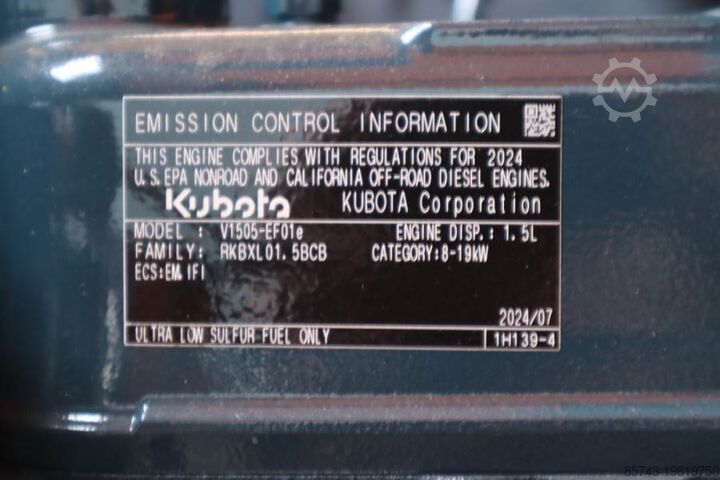 EMISSION CONTROL INFORMATION
THIS ENGINE COMPLIES WITH REGULATIONS FOR 2024
U.S.EPA NONROAD AND CALIFORNIA OFF-ROAD DIESEL ENGINES.
Kubota KUBOTA Corporation
MODEL: V1505-EF01e ENGINE DISP.: 1.5L
FAMILY: RKBXL01.5BCB CATEGORY:8-19kW
ECS:EM.IFI
2024/07
ULTRA LOW SULFUR FUEL ONLY 1H139-4
85743-19819750